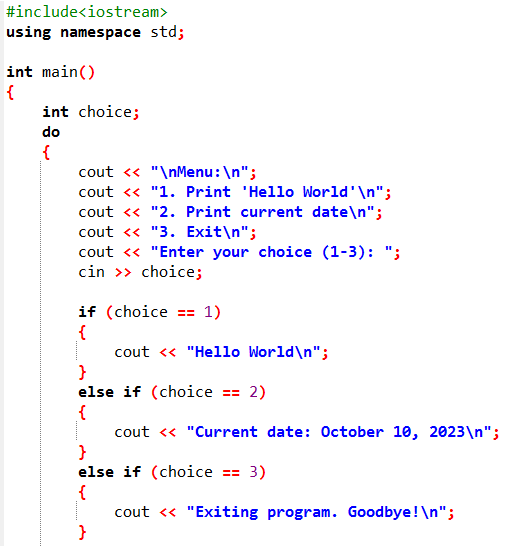 #include<iostream>
using namespace std;

int main()
{
    int choice;
    do
    {
        cout << "\nMenu:\n";
        cout << "1. Print 'Hello World'\n";
        cout << "2. Print current date\n";
        cout << "3. Exit\n";
        cout << "Enter your choice (1-3): ";
        cin >> choice;

        if (choice == 1)
        {
            cout << "Hello World\n";
        }
        else if (choice == 2)
        {
            cout << "Current date: October 10, 2023\n";
        }
        else if (choice == 3)
        {
            cout << "Exiting program. Goodbye!\n";
        }